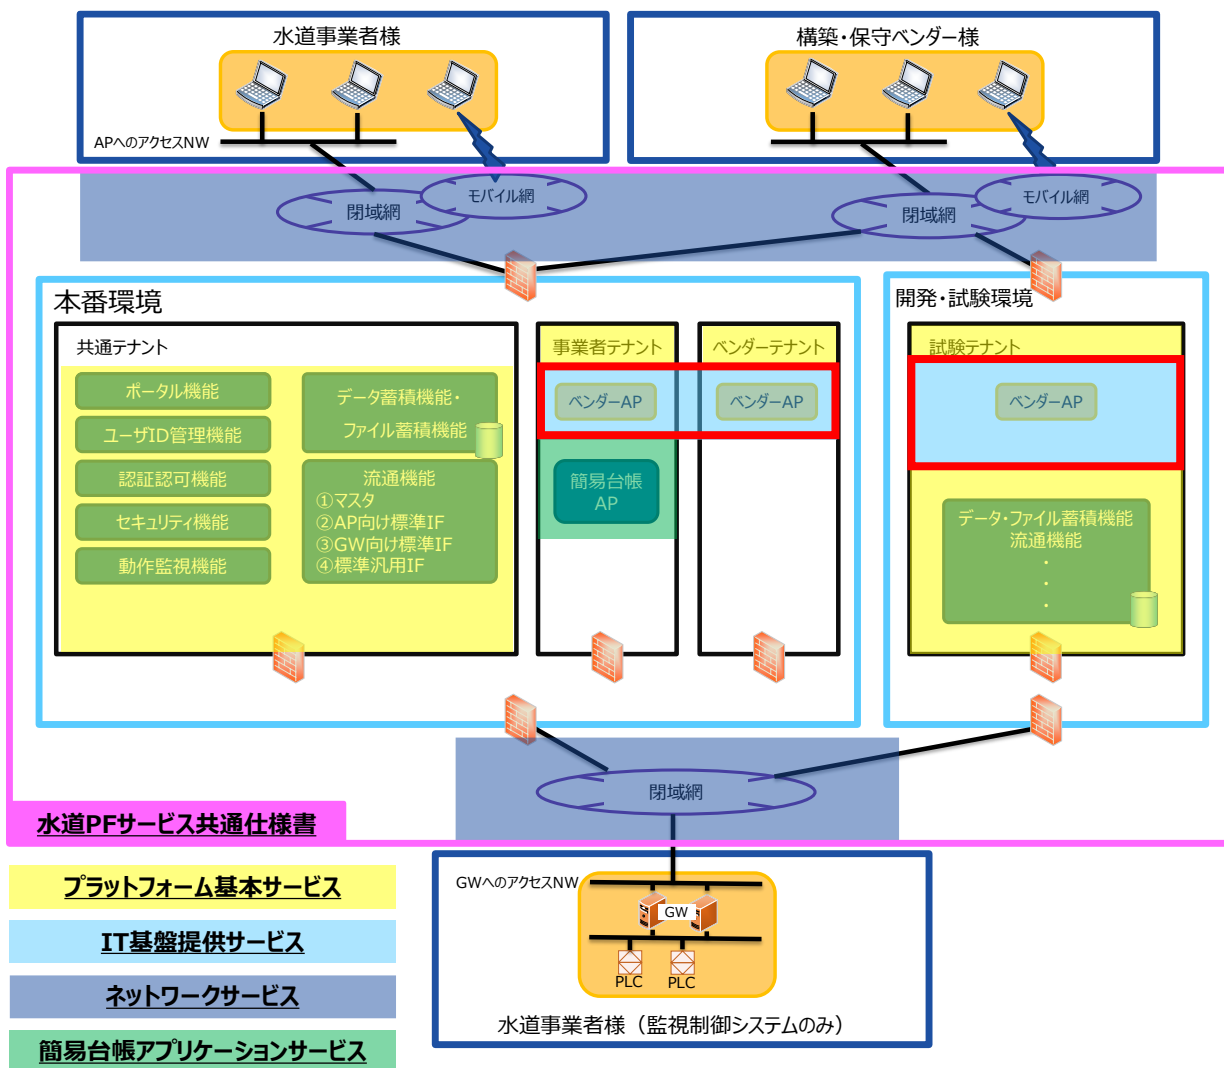 水道事業者様
構築・保守ベンダー様
APへのアクセスNW
閉域網
モバイル網
閉域網
モバイル網
本番環境
開発・試験環境
共通テナント
ポータル機能
ユーザID管理機能
認証認可機能
セキュリティ機能
動作監視機能
データ蓄積機能・
ファイル蓄積機能
流通機能
①マスタ
②AP向け標準IF
③GW向け標準IF
④標準汎用IF
事業者テナント
ベンダーAP
簡易台帳
AP
ベンダーテナント
ベンダーAP
試験テナント
ベンダーAP
データ・ファイル蓄積機能
流通機能
・
・
・
閉域網
水道PFサービス共通仕様書
プラットフォーム基本サービス
IT基盤提供サービス
ネットワークサービス
簡易台帳アプリケーションサービス
GWへのアクセスNW
GW
PLC
PLC
水道事業者様（監視制御システムのみ）